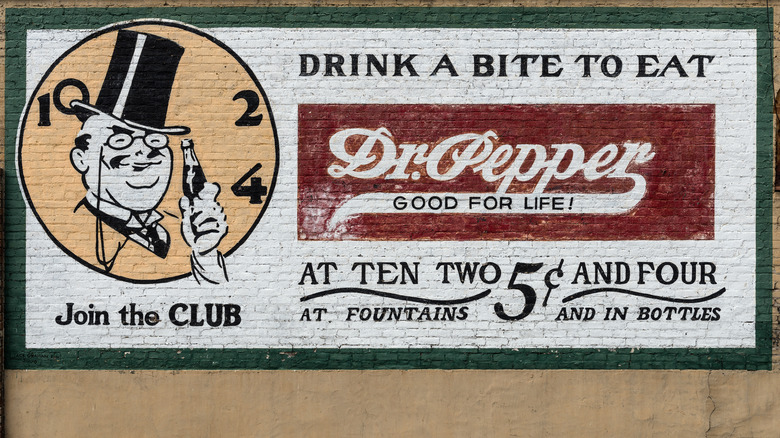 10
2
4
Join the CLUB
DRINK A BITE TO EAT
Dr. Pepper
GOOD FOR LIFE!
AT TEN TWO 5¢ AND FOUR
AT FOUNTAINS AND IN BOTTLES